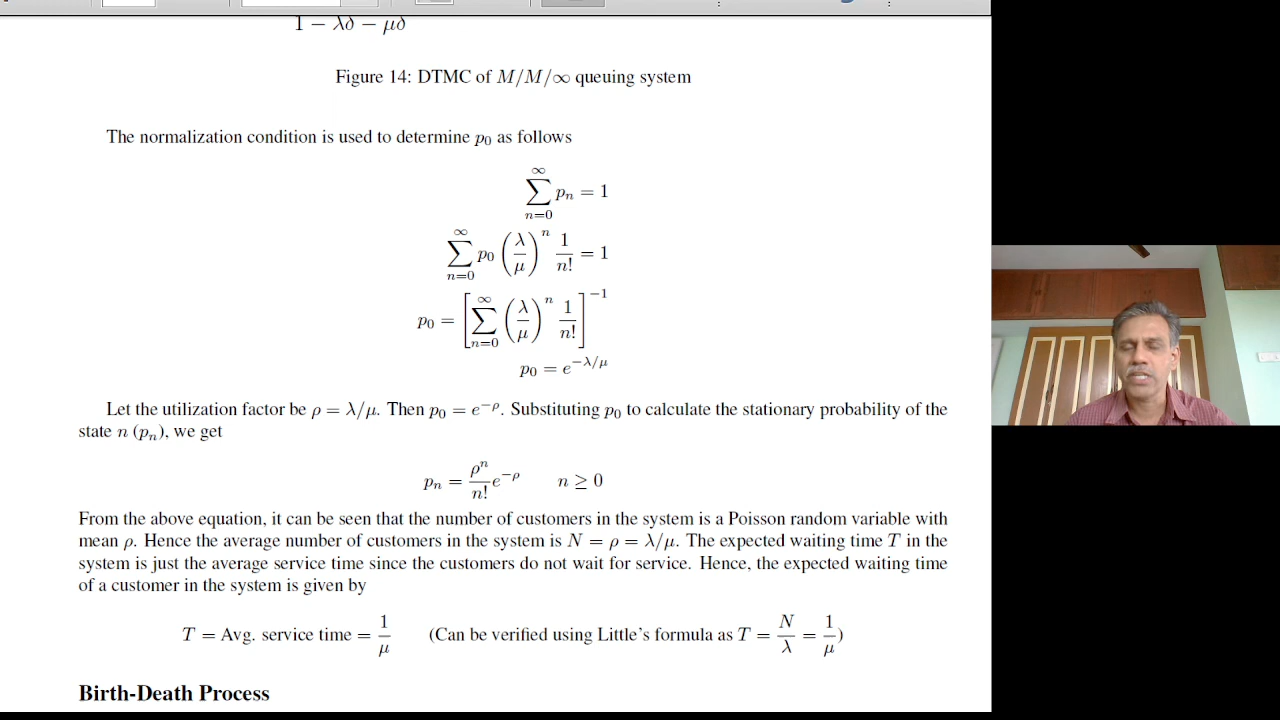 1 − λδ − μδ
Figure 14: DTMC of M/M/∞ queuing system
The normalization condition is used to determine p₀ as follows
∑_{n=0}^{∞} pₙ = 1
∑_{n=0}^{∞} p₀ (λ/μ)ⁿ 1/n! = 1
p₀ = [∑_{n=0}^{∞} (λ/μ)ⁿ 1/n!]⁻¹
p₀ = e^{−λ/μ}
Let the utilization factor be ρ = λ/μ. Then p₀ = e^{−ρ}. Substituting p₀ to calculate the stationary probability of the
state n (pₙ), we get
pₙ = ρⁿ/n! e^{−ρ} n ≥ 0
From the above equation, it can be seen that the number of customers in the system is a Poisson random variable with
mean ρ. Hence the average number of customers in the system is N = ρ = λ/μ. The expected waiting time T in the
system is just the average service time since the customers do not wait for service. Hence, the expected waiting time
of a customer in the system is given by
T = Avg. service time = 1/μ (Can be verified using Little's formula as T = N/λ = 1/μ)
Birth-Death Process